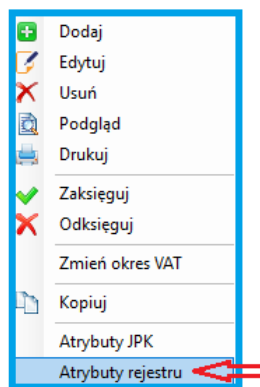 Dodaj
Edytuj
Usuń
Podgląd
Drukuj
Zaksięguj
Odksięguj
Zmień okres VAT
Kopiuj
Atrybuty JPK
Atrybuty rejestru